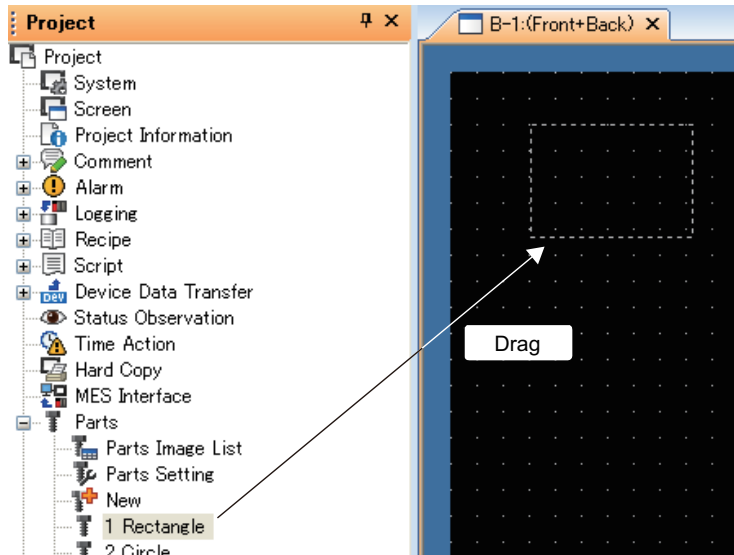 Project
Project
System
Screen
Project Information
Comment
Alarm
Logging
Recipe
Script
Device Data Transfer
Status Observation
Time Action
Hard Copy
MES Interface
Parts
Parts Image List
Parts Setting
New
1 Rectangle
2 Circle
B-1:(Front+Back)
Drag